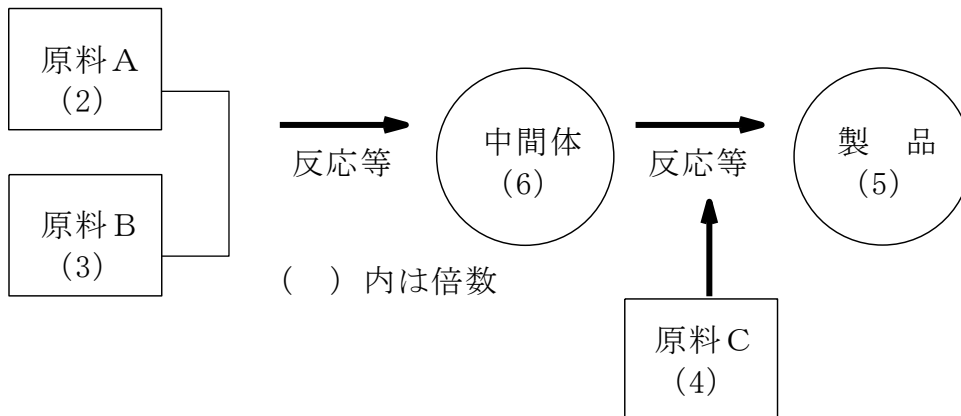 原料A
(2)
原料B
(3)
反応等
中間体
(6)
反応等
製　品
(5)
(　) 内は倍数
原料C
(4)